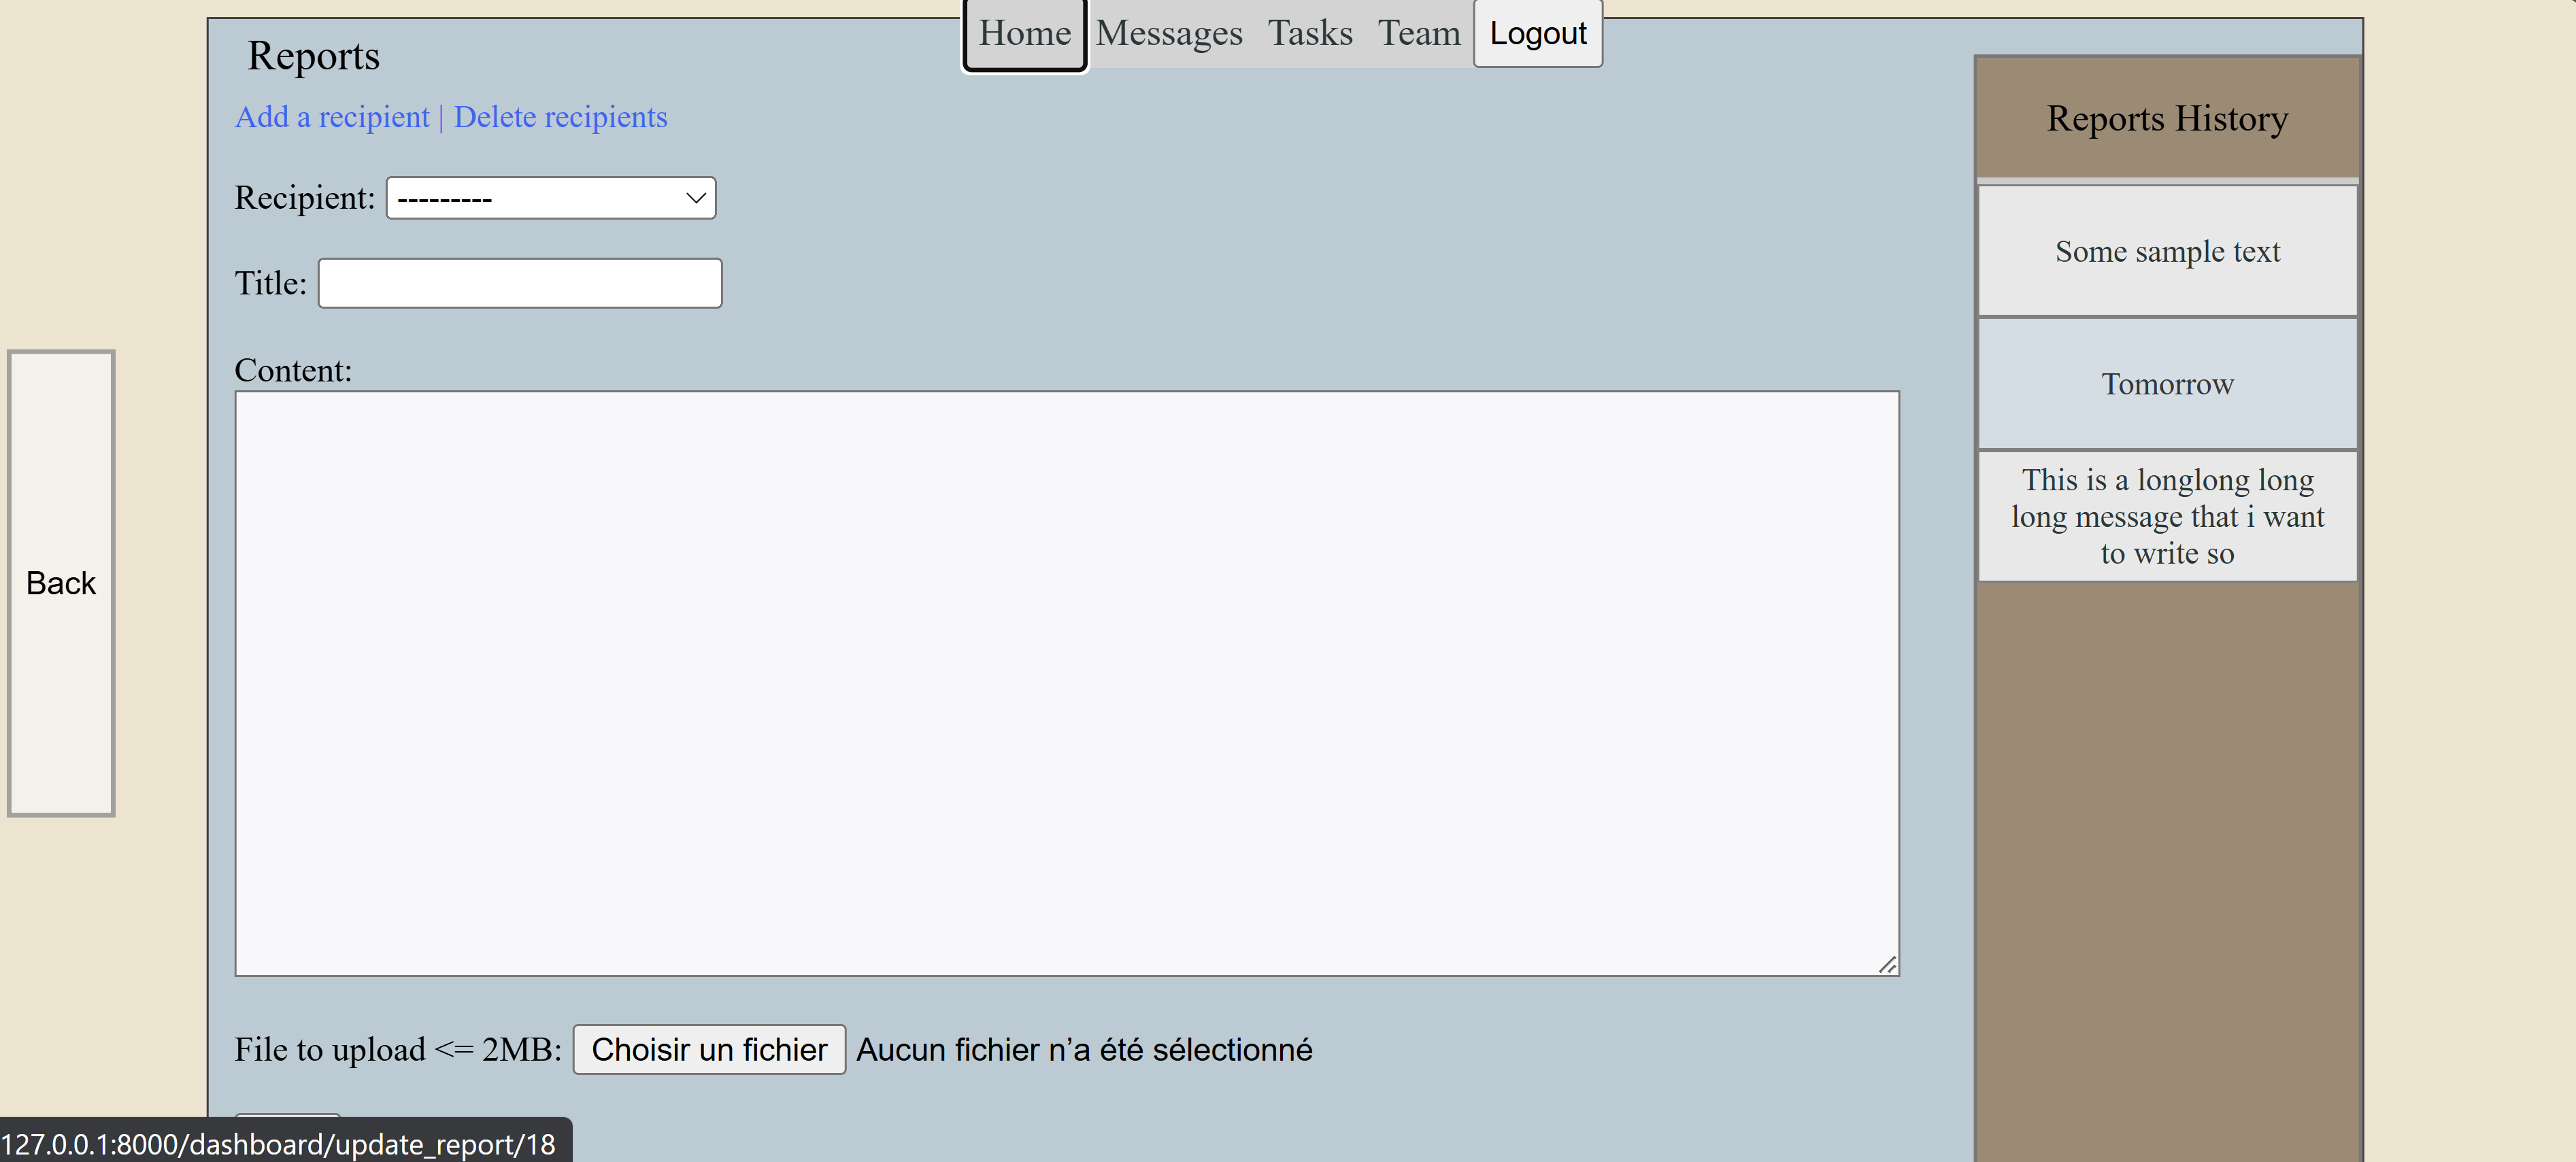 Home Messages Tasks Team Logout
Reports
Add a recipient | Delete recipients
Recipient: ---------
Title:
Content:
File to upload <= 2MB: Choisir un fichier Aucun fichier n’a été sélectionné
Back
Reports History
Some sample text
Tomorrow
This is a longlong long
long message that i want
to write so
127.0.0.1:8000/dashboard/update_report/18